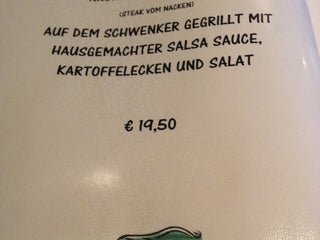 (STEAK VOM NACKEN)
AUF DEM SCHWENKER GEGRILLT MIT
HAUSGEMACHTER SALSA SAUCE,
KARTOFFELECKEN UND SALAT
€ 19,50